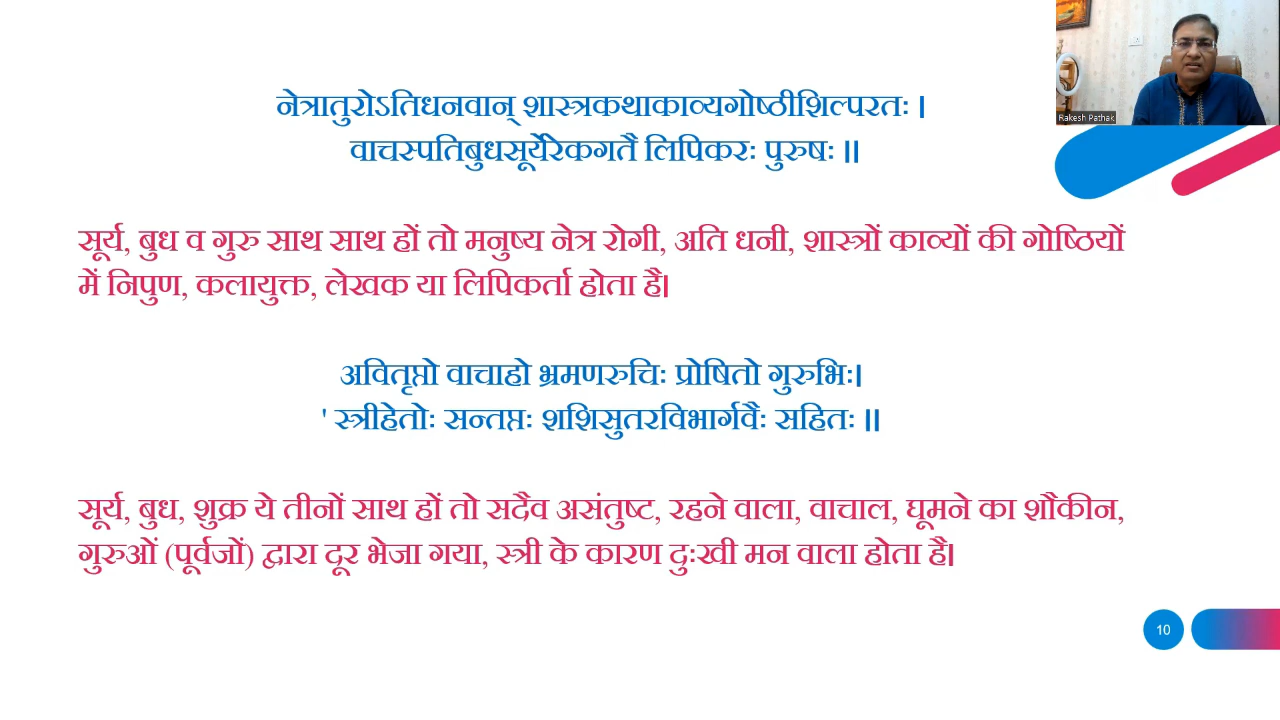 नेत्रातुरोऽतिधनवान् शास्त्रकथाकाव्यगोष्ठीशिल्परतः ।
वाचस्पतिबुधसूर्यैरेकगतै लिपिकरः पुरुषः ॥
सूर्य, बुध व गुरु साथ साथ हों तो मनुष्य नेत्र रोगी, अति धनी, शास्त्रों काव्यों की गोष्ठियों
में निपुण, कलायुक्त, लेखक या लिपिकर्ता होता है।
अवितृप्तो वाचाहो भ्रमणरुचिः प्रोषितो गुरुभिः।
' स्त्रीहेतोः सन्तप्तः शशिसुतरविभार्गवैः सहितः ॥
सूर्य, बुध, शुक्र ये तीनों साथ हों तो सदैव असंतुष्ट, रहने वाला, वाचाल, घूमने का शौकीन,
गुरुओं (पूर्वजों) द्वारा दूर भेजा गया, स्त्री के कारण दुःखी मन वाला होता है।
Rakesh Pathak
10